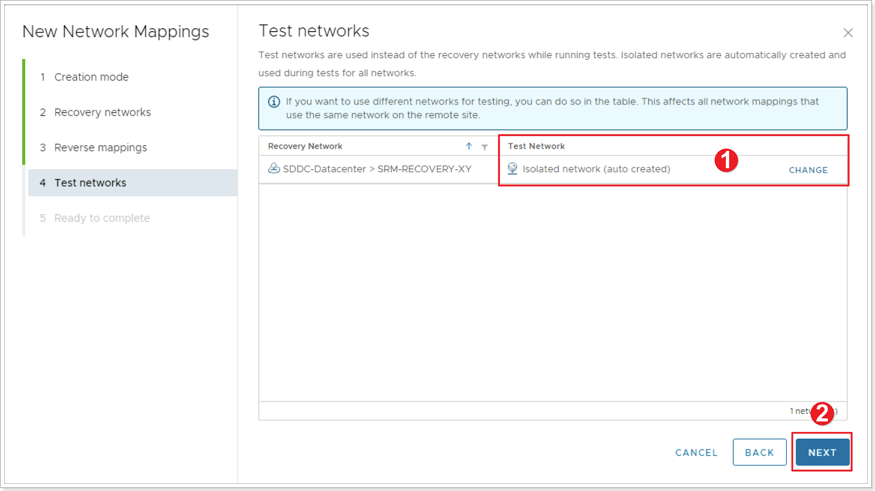 New Network Mappings
1 Creation mode
2 Recovery networks
3 Reverse mappings
4 Test networks
5 Ready to complete
Test networks
Test networks are used instead of the recovery networks while running tests. Isolated networks are automatically created and
used during tests for all networks.
If you want to use different networks for testing, you can do so in the table. This affects all network mappings that
use the same network on the remote site.
Recovery Network Test Network
SDDC-Datacenter > SRM-RECOVERY-XY Isolated network (auto created) CHANGE
1
1
2
CANCEL BACK NEXT